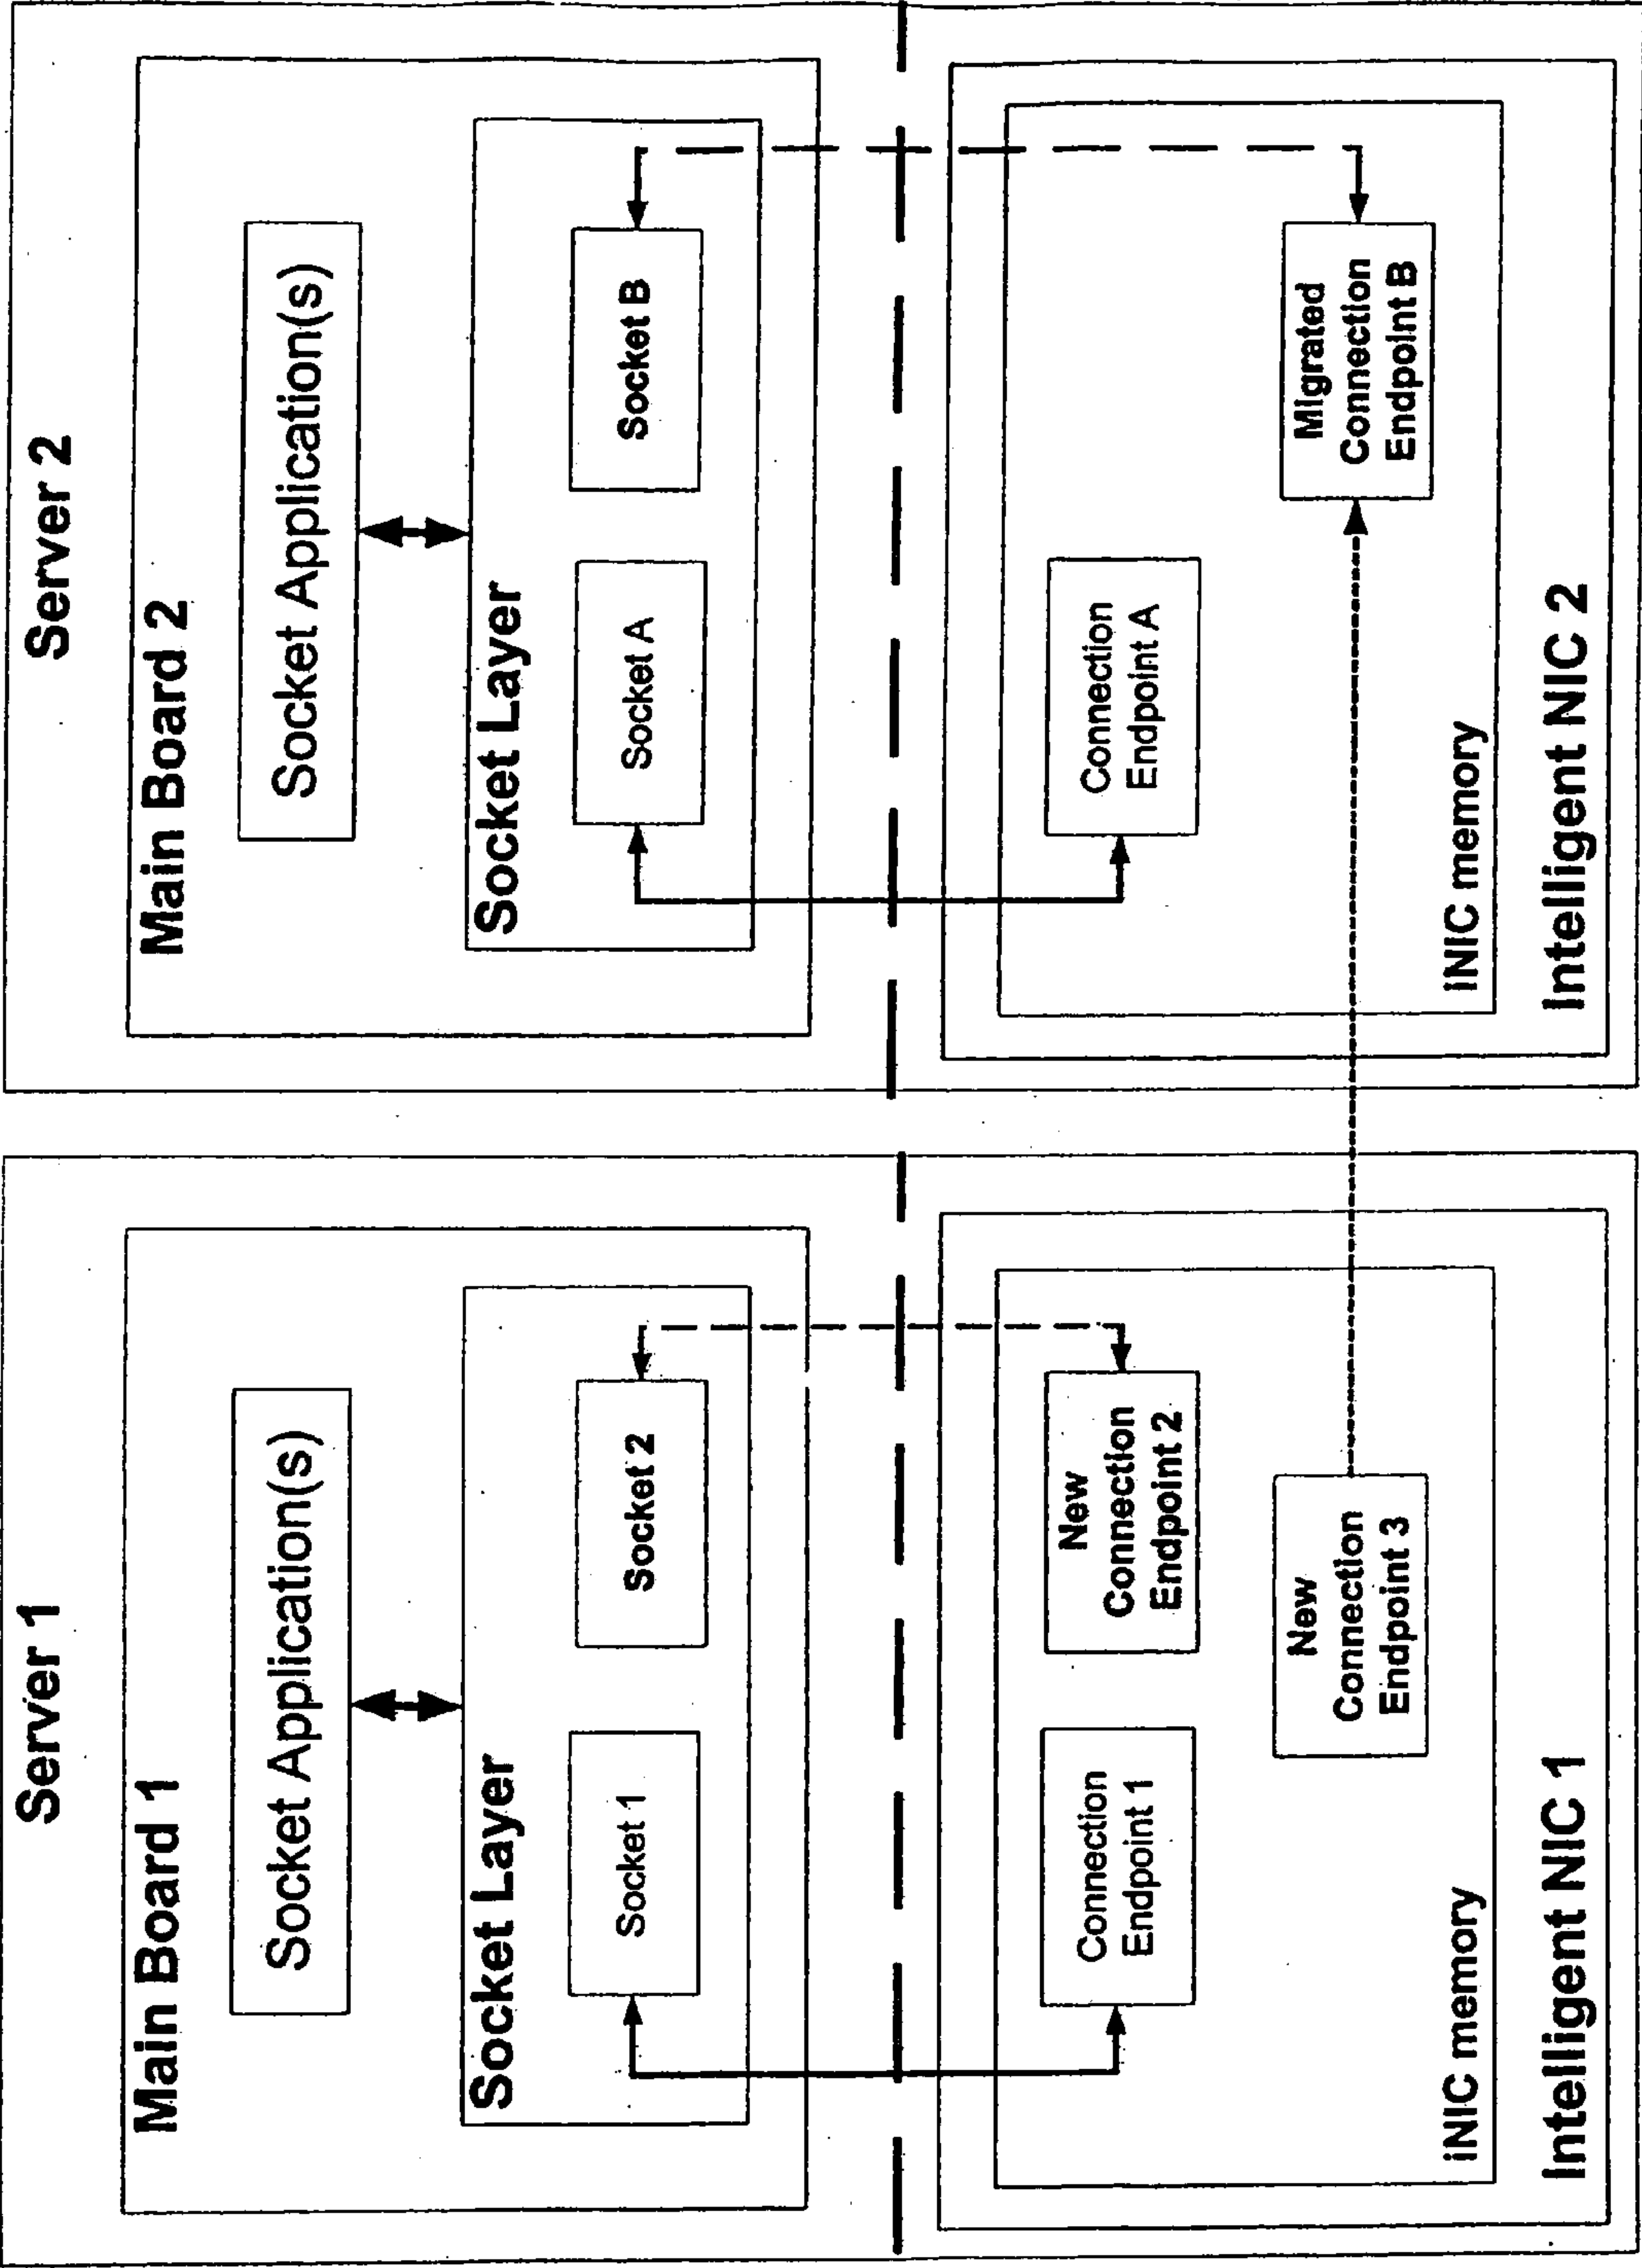 Server 1
Main Board 1
Socket Application(s)
Socket Layer
Socket 1
Socket 2
Connection
Endpoint 1
New
Connection
Endpoint 2
New
Connection
Endpoint 3
iNIC memory
Intelligent NIC 1
Server 2
Main Board 2
Socket Application(s)
Socket Layer
Socket A
Socket B
Connection
Endpoint A
Migrated
Connection
Endpoint B
iNIC memory
Intelligent NIC 2